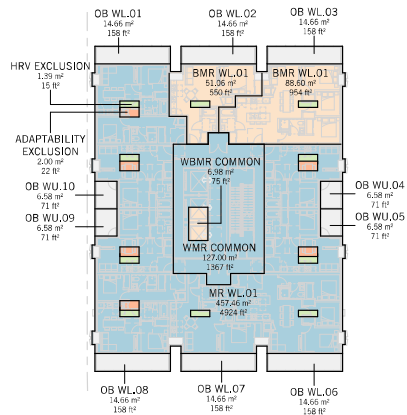 OB WL.01
14.66 m²
158 ft²
OB WL.02
14.66 m²
158 ft²
OB WL.03
14.66 m²
158 ft²
HRV EXCLUSION
1.39 m²
15 ft²
BMR WL.01
51.06 m²
550 ft²
BMR WL.01
88.60 m²
954 ft²
ADAPTABILITY
EXCLUSION
2.00 m²
22 ft²
WBMR COMMON
6.98 m²
75 ft²
OB WU.10
6.58 m²
71 ft²
OB WU.04
6.58 m²
71 ft²
OB WU.09
6.58 m²
71 ft²
OB WU.05
6.58 m²
71 ft²
WMR COMMON
127.00 m²
1367 ft²
MR WL.01
457.46 m²
4924 ft²
OB WL.08
14.66 m²
158 ft²
OB WL.07
14.66 m²
158 ft²
OB WL.06
14.66 m²
158 ft²